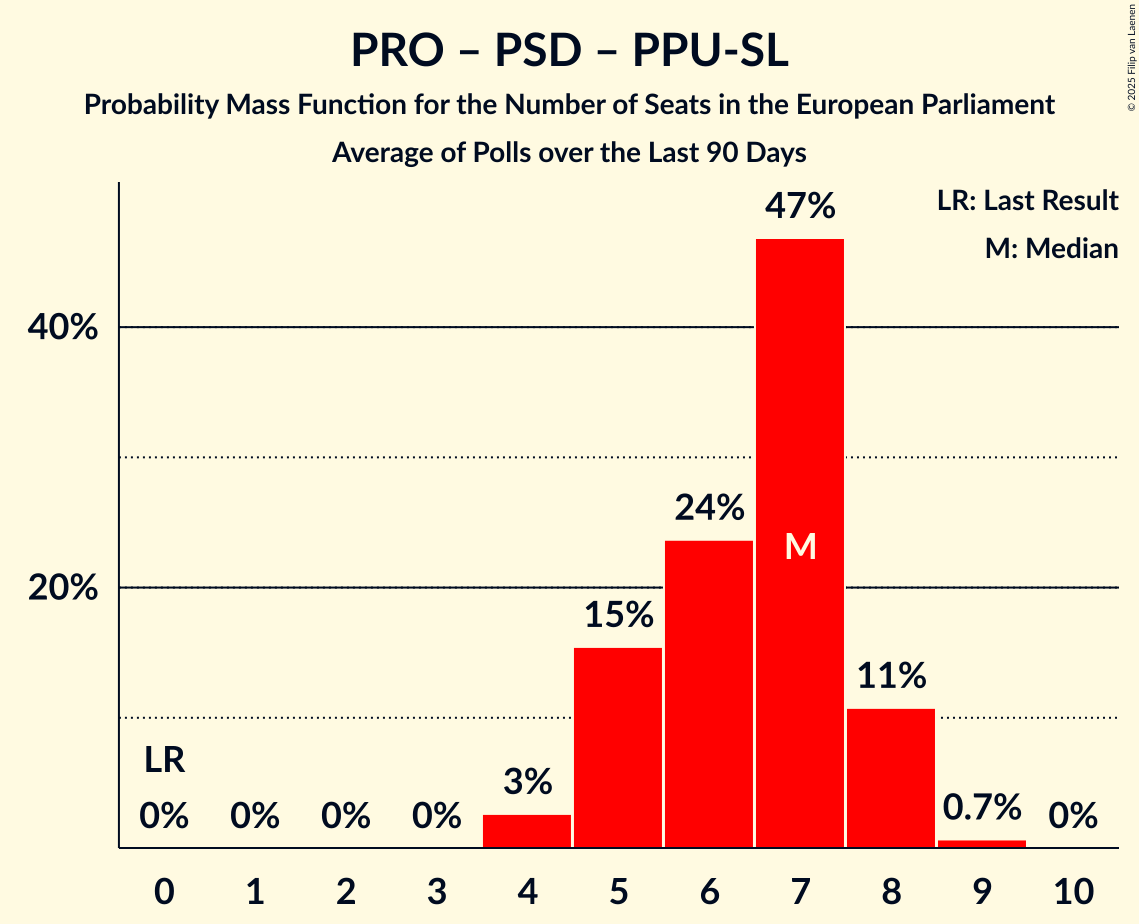 PRO – PSD – PPU-SL
Probability Mass Function for the Number of Seats in the European Parliament
Average of Polls over the Last 90 Days
© 2025 Filip van Laenen
LR: Last Result
M: Median
47%
40%
24%
M
20%
15%
11%
LR
3%
0.7%
0% 0% 0% 0% 0%
0 1 2 3 4 5 6 7 8 9 10